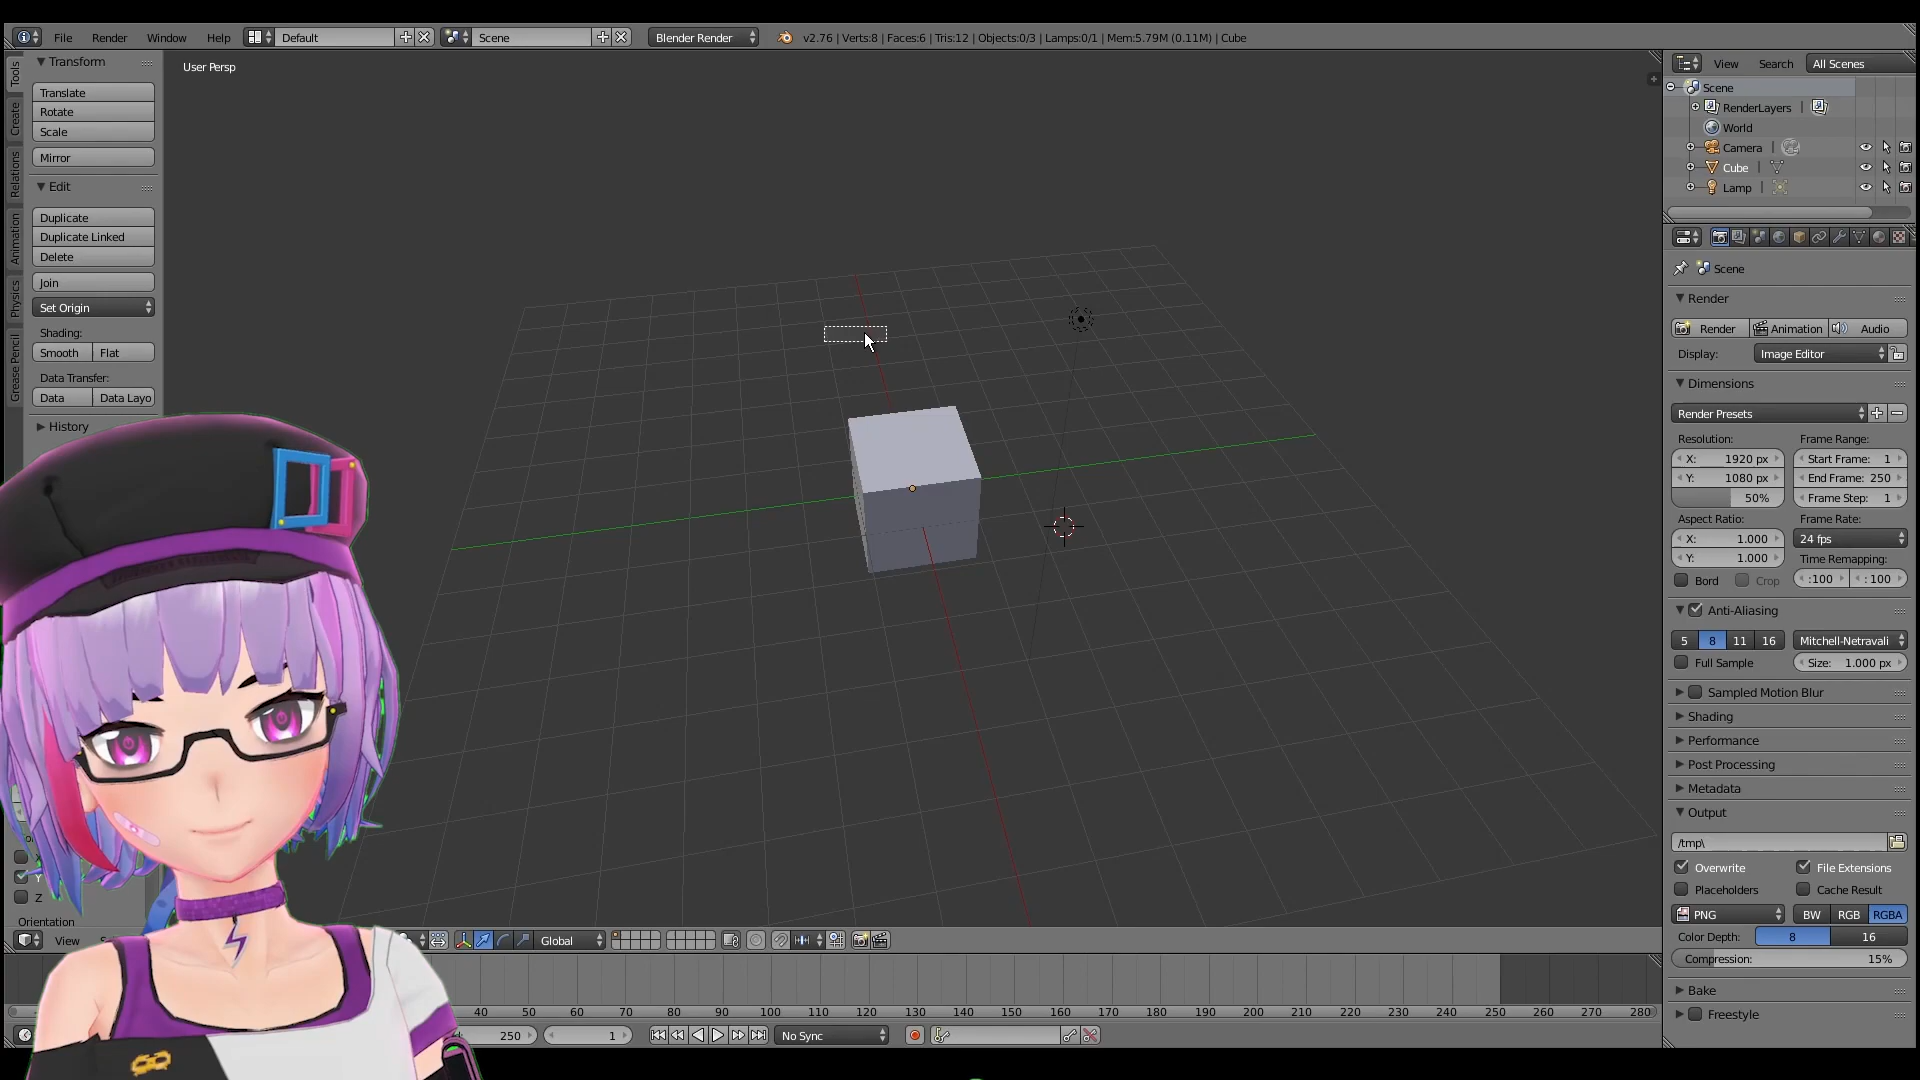 File Render Window Help Default Scene Blender Render v2.76 | Verts:8 | Faces:6 | Tris:12 | Objects:0/3 | Lamps:0/1 | Mem:5.79M (0.11M) | Cube
Tools
Create
Relations
Animation
Physics
Grease Pencil
Transform
Translate
Rotate
Scale
Mirror
Edit
Duplicate
Duplicate Linked
Delete
Join
Set Origin
Shading:
Smooth Flat
Data Transfer:
Data Data Layo
History
Y
Z
Orientation
User Persp
View
Global
40 50 60 70 80 90 100 110 120 130 140 150 160 170 180 190 200 210 220 230 240 250 260 270 280
250 1 No Sync
View Search All Scenes
Scene
RenderLayers |
World
Camera |
Cube |
Lamp |
Scene
Render
Render Animation Audio
Display: Image Editor
Dimensions
Render Presets
Resolution: Frame Range:
X: 1920 px Start Frame: 1
Y: 1080 px End Frame: 250
50% Frame Step: 1
Aspect Ratio: Frame Rate:
X: 1.000 24 fps
Y: 1.000 Time Remapping:
Bord Crop :100 : 100
Anti-Aliasing
5 8 11 16 Mitchell-Netravali
Full Sample Size: 1.000 px
Sampled Motion Blur
Shading
Performance
Post Processing
Metadata
Output
/tmp\
Overwrite File Extensions
Placeholders Cache Result
PNG BW RGB RGBA
Color Depth: 8 16
Compression: 15%
Bake
Freestyle